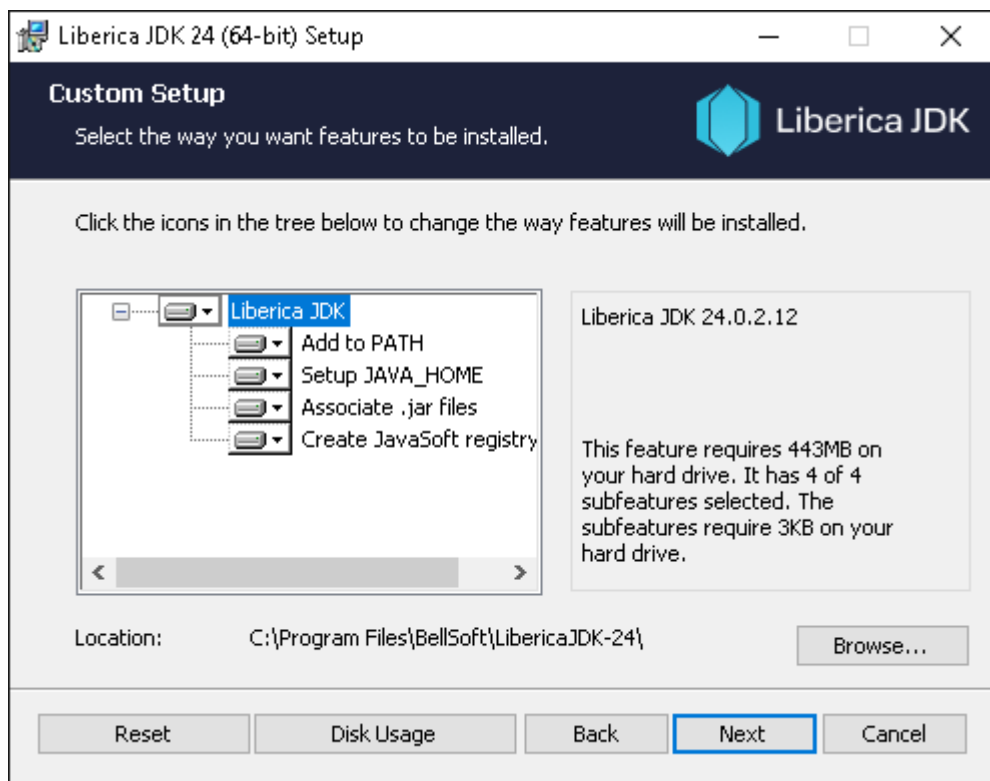 Liberica JDK 24 (64-bit) Setup
Custom Setup
Select the way you want features to be installed.
Liberica JDK
Click the icons in the tree below to change the way features will be installed.
Liberica JDK
Add to PATH
Setup JAVA_HOME
Associate .jar files
Create JavaSoft registry
Liberica JDK 24.0.2.12
This feature requires 443MB on
your hard drive. It has 4 of 4
subfeatures selected. The
subfeatures require 3KB on your
hard drive.
Location: C:\Program Files\BellSoft\LibericaJDK-24\
Browse...
Reset Disk Usage Back Next Cancel